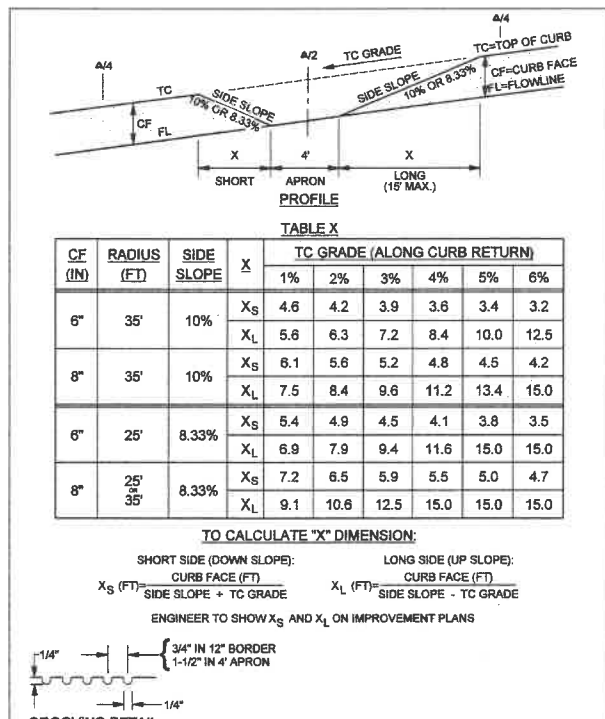 Δ/4
Δ/2
TC GRADE
Δ/4
TC=TOP OF CURB
CF=CURB FACE
FL=FLOWLINE
TC
SIDE SLOPE
10% OR 8.33%
SIDE SLOPE
10% OR 8.33%
CF
FL
X
4'
X
SHORT
APRON
LONG
(15' MAX.)
PROFILE
TABLE X
CF (IN) RADIUS (FT) SIDE SLOPE X TC GRADE (ALONG CURB RETURN)
1% 2% 3% 4% 5% 6%
6" 35' 10% XS 4.6 4.2 3.9 3.6 3.4 3.2
XL 5.6 6.3 7.2 8.4 10.0 12.5
8" 35' 10% XS 6.1 5.6 5.2 4.8 4.5 4.2
XL 7.5 8.4 9.6 11.2 13.4 15.0
6" 25' 8.33% XS 5.4 4.9 4.5 4.1 3.8 3.5
XL 6.9 7.9 9.4 11.6 15.0 15.0
8" 25' OR 35' 8.33% XS 7.2 6.5 5.9 5.5 5.0 4.7
XL 9.1 10.6 12.5 15.0 15.0 15.0
TO CALCULATE "X" DIMENSION:
SHORT SIDE (DOWN SLOPE):
XS (FT)= CURB FACE (FT)
SIDE SLOPE + TC GRADE
LONG SIDE (UP SLOPE):
XL (FT)= CURB FACE (FT)
SIDE SLOPE - TC GRADE
ENGINEER TO SHOW XS AND XL ON IMPROVEMENT PLANS
1/4"
3/4" IN 12" BORDER
1-1/2" IN 4' APRON
1/4"